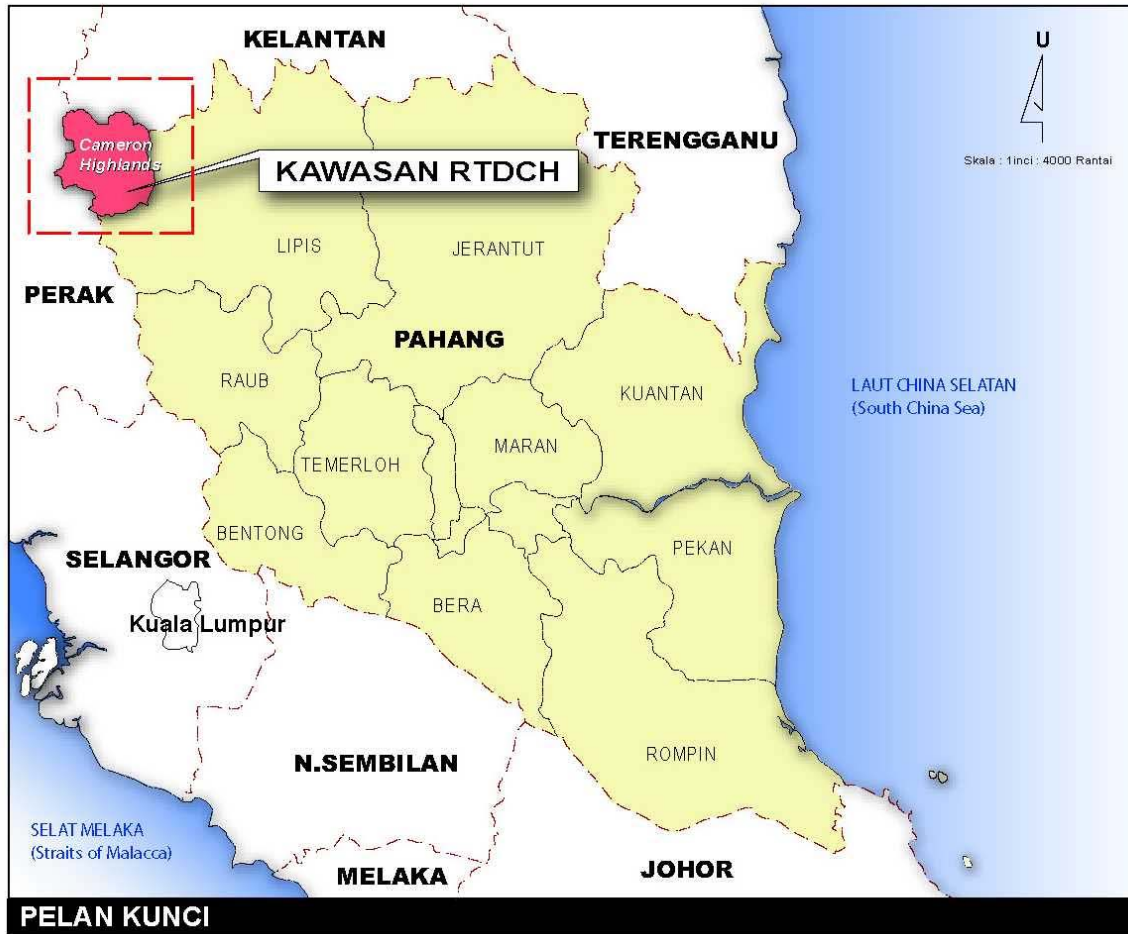 KELANTAN
U
Cameron
Highlands
TERENGGANU
Skala : 1inci : 4000 Rantai
KAWASAN RTDCH
LIPIS
JERANTUT
PERAK
PAHANG
RAUB
KUANTAN
LAUT CHINA SELATAN
(South China Sea)
TEMERLOH
MARAN
BENTONG
PEKAN
SELANGOR
BERA
Kuala Lumpur
ROMPIN
N.SEMBILAN
SELAT MELAKA
(Straits of Malacca)
MELAKA
JOHOR
PELAN KUNCI